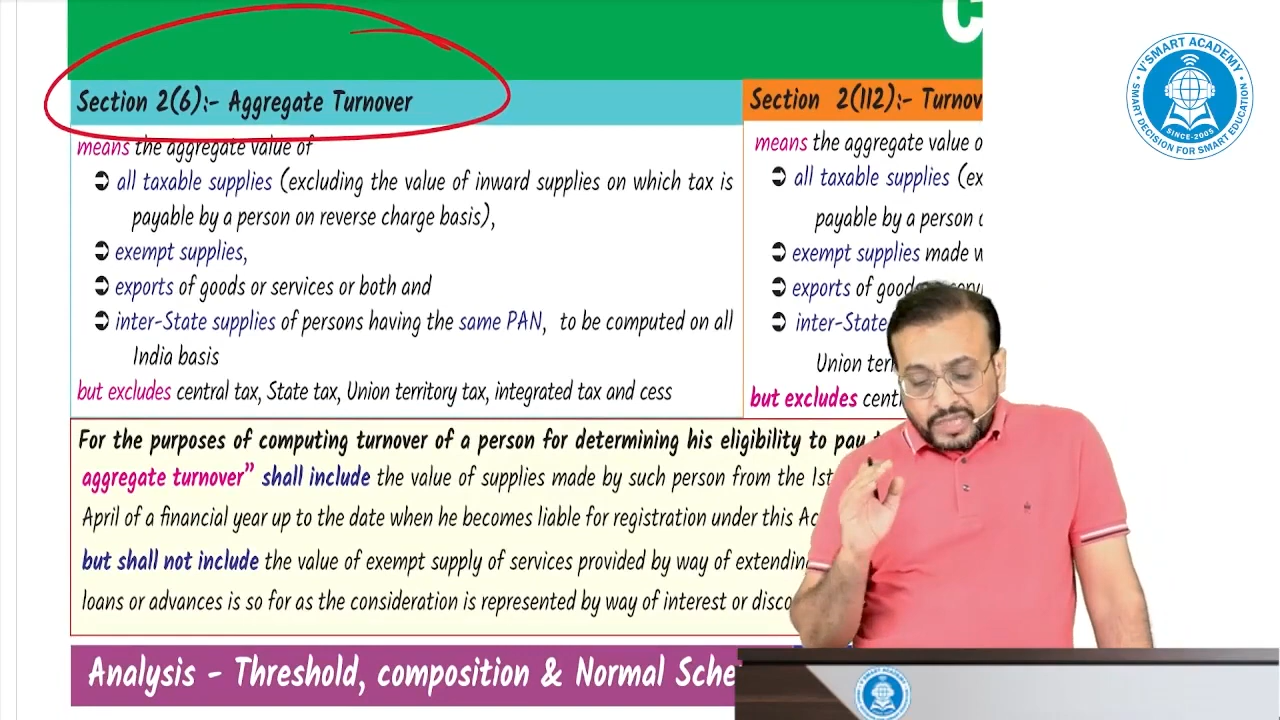 C
Section 2(6):- Aggregate Turnover
means the aggregate value of
➲ all taxable supplies (excluding the value of inward supplies on which tax is
payable by a person on reverse charge basis),
➲ exempt supplies,
➲ exports of goods or services or both and
➲ inter-State supplies of persons having the same PAN, to be computed on all
India basis
but excludes central tax, State tax, Union territory tax, integrated tax and cess
Section 2(112):- Turnov
means the aggregate value o
➲ all taxable supplies (ex
payable by a person
➲ exempt supplies made w
➲ exports of good
➲ inter-State
Union ter
but excludes cent
For the purposes of computing turnover of a person for determining his eligibility to pay
aggregate turnover” shall include the value of supplies made by such person from the 1st
April of a financial year up to the date when he becomes liable for registration under this Ac
but shall not include the value of exempt supply of services provided by way of extendin
loans or advances is so for as the consideration is represented by way of interest or disco
Analysis - Threshold, composition & Normal Sche
V'SMART ACADEMY
SINCE-2005
SMART DECISION FOR SMART EDUCATION